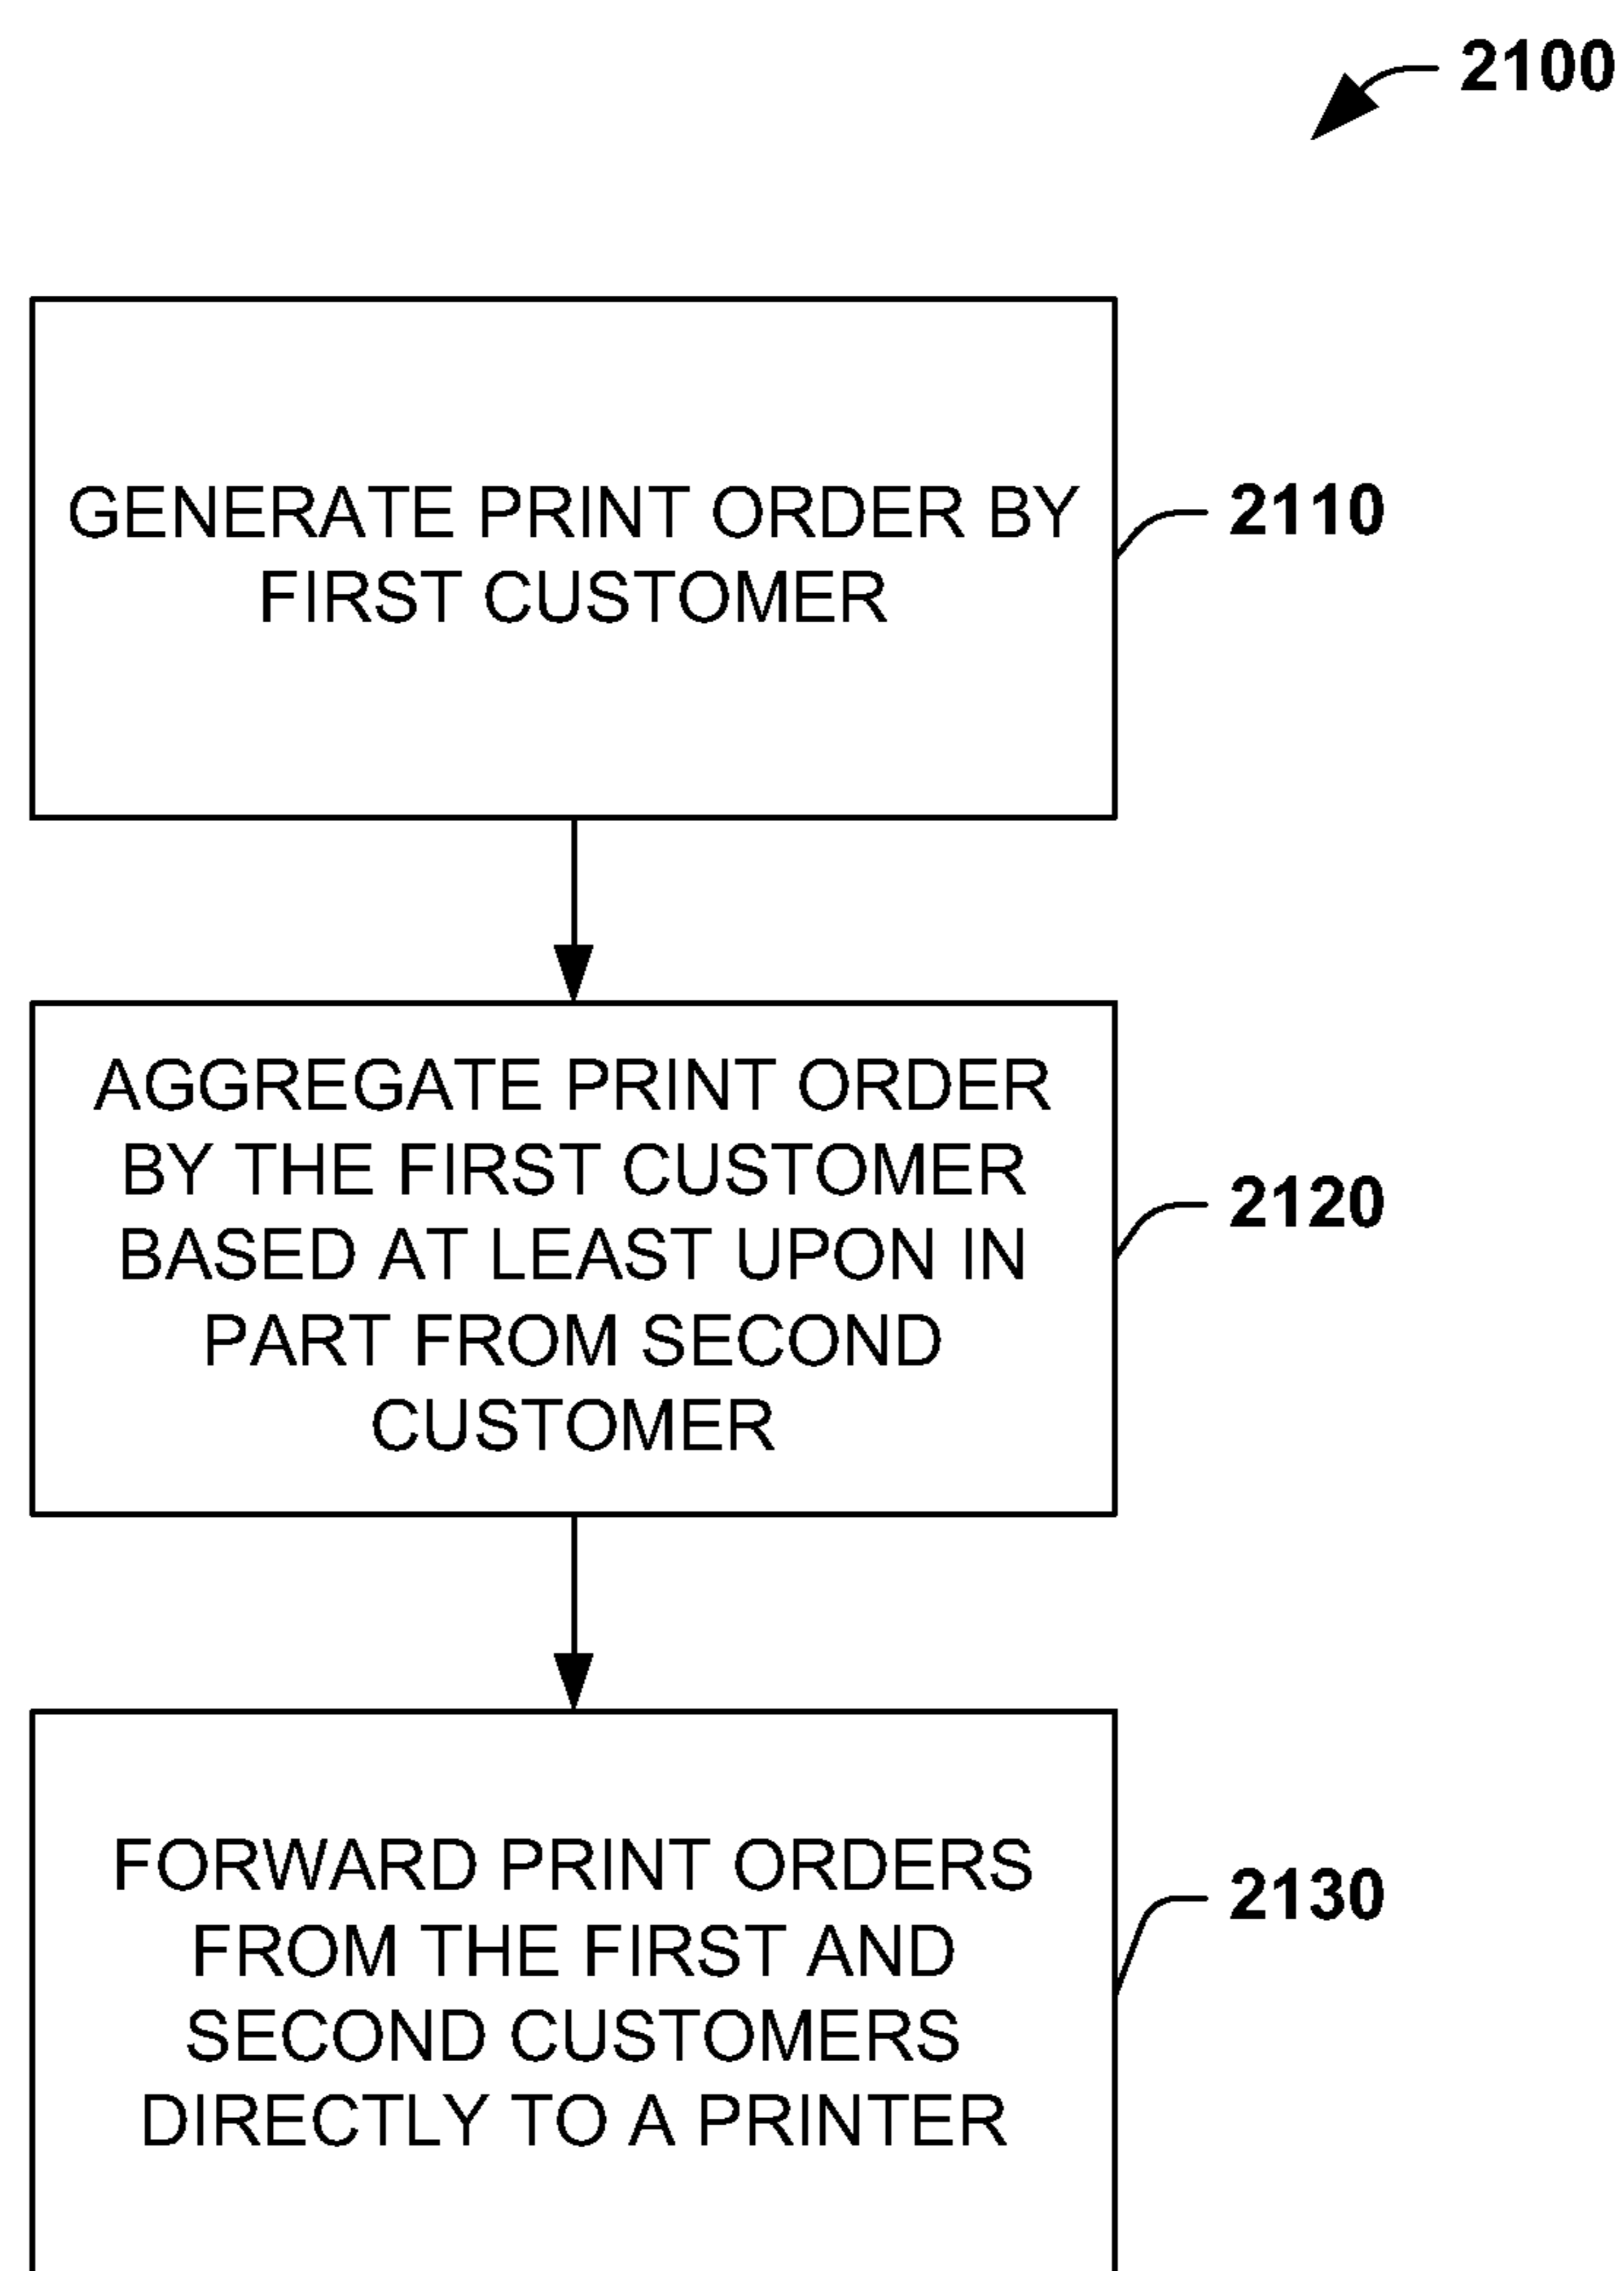 2100
GENERATE PRINT ORDER BY
FIRST CUSTOMER
2110
AGGREGATE PRINT ORDER
BY THE FIRST CUSTOMER
BASED AT LEAST UPON IN
PART FROM SECOND
CUSTOMER
2120
FORWARD PRINT ORDERS
FROM THE FIRST AND
SECOND CUSTOMERS
DIRECTLY TO A PRINTER
2130